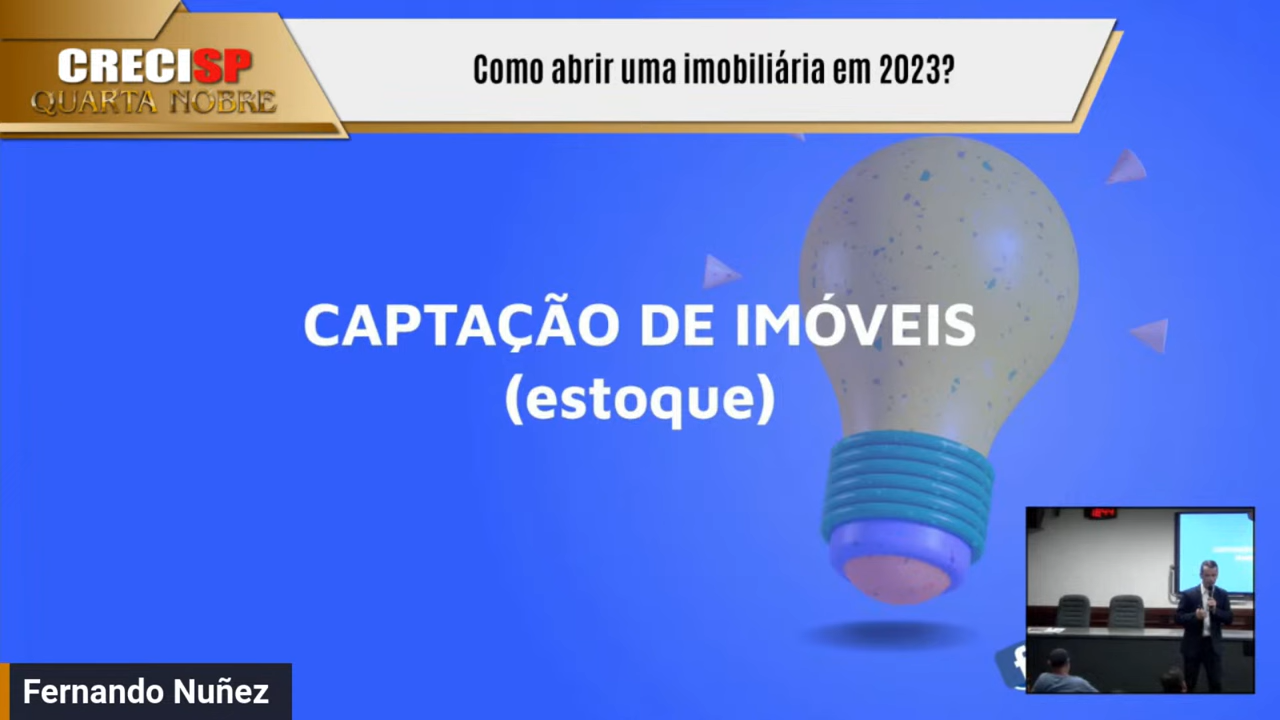 CRECISP
QUARTA NOBRE
Como abrir uma imobiliária em 2023?
CAPTAÇÃO DE IMÓVEIS
(estoque)
Fernando Nuñez